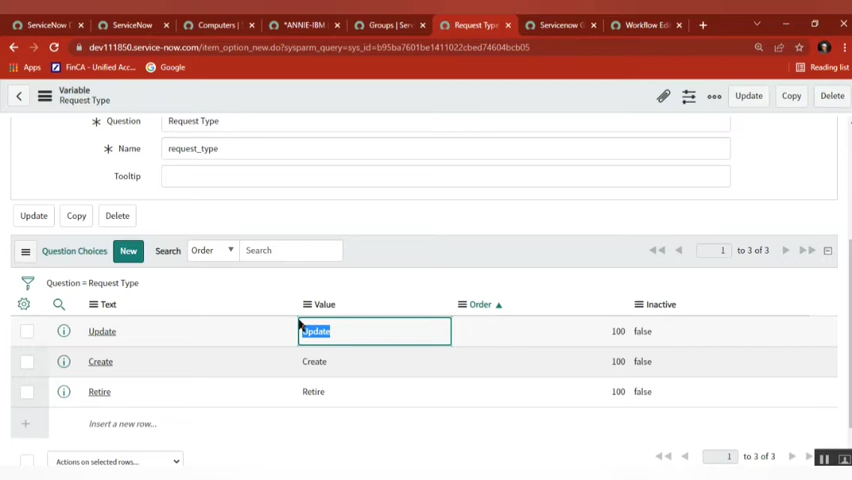 ServiceNow D
ServiceNow
Computers | S
*ANNIE-IBM
Groups | Serv
Request Type
Servicenow G
Workflow Edi
dev111850.service-now.com/item_option_new.do?sysparm_query=sys_id=b95ba7601be1411022cbed74604bcb05
Apps
FinCA - Unified Acc...
Google
Reading list
Variable
Request Type
Update
Copy
Delete
Question
Request Type
Name
request_type
Tooltip
Update
Copy
Delete
Question Choices
New
Search
Order
Search
1
to 3 of 3
Question = Request Type
Text
Value
Order
Inactive
Update
Update
100
false
Create
Create
100
false
Retire
Retire
100
false
Insert a new row...
Actions on selected rows...
1
to 3 of 3